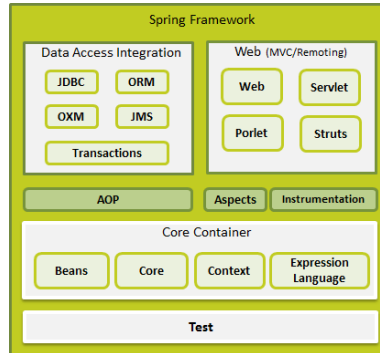 Spring Framework
Data Access Integration
JDBC ORM
OXM JMS
Transactions
Web (MVC/Remoting)
Web Servlet
Porlet Struts
AOP Aspects Instrumentation
Core Container
Beans Core Context Expression
Language
Test